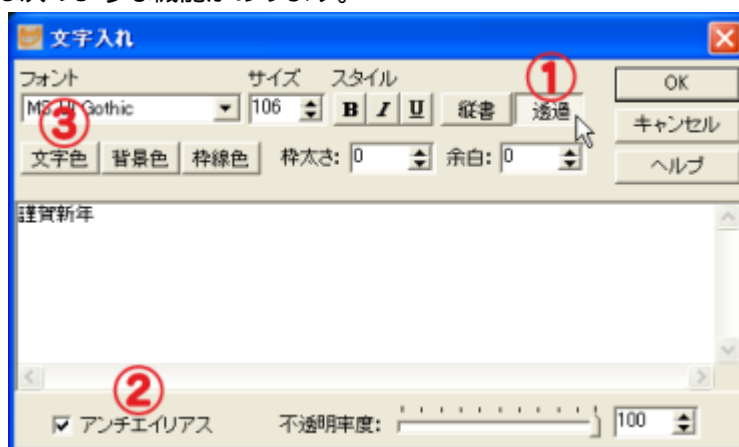 文字入れ
フォント サイズ スタイル ① OK
MS UI Gothic 106 B I U 縦書 透過
③ キャンセル
文字色 背景色 枠線色 枠太さ: 0 余白: 0 ヘルプ
謹賀新年
②
アンチエイリアス 不透明率度: 100